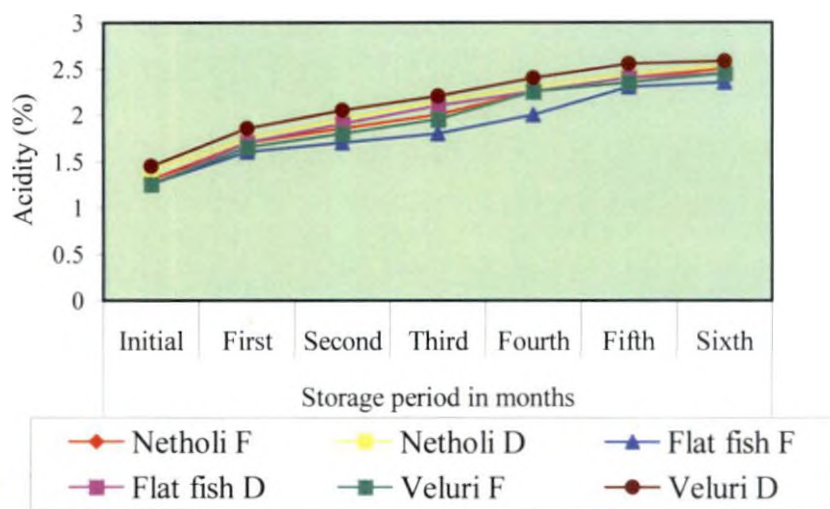 3
2.5
2
1.5
1
0.5
0
Acidity (%)
Initial First Second Third Fourth Fifth Sixth
Storage period in months
Netholi F Netholi D Flat fish F
Flat fish D Veluri F Veluri D